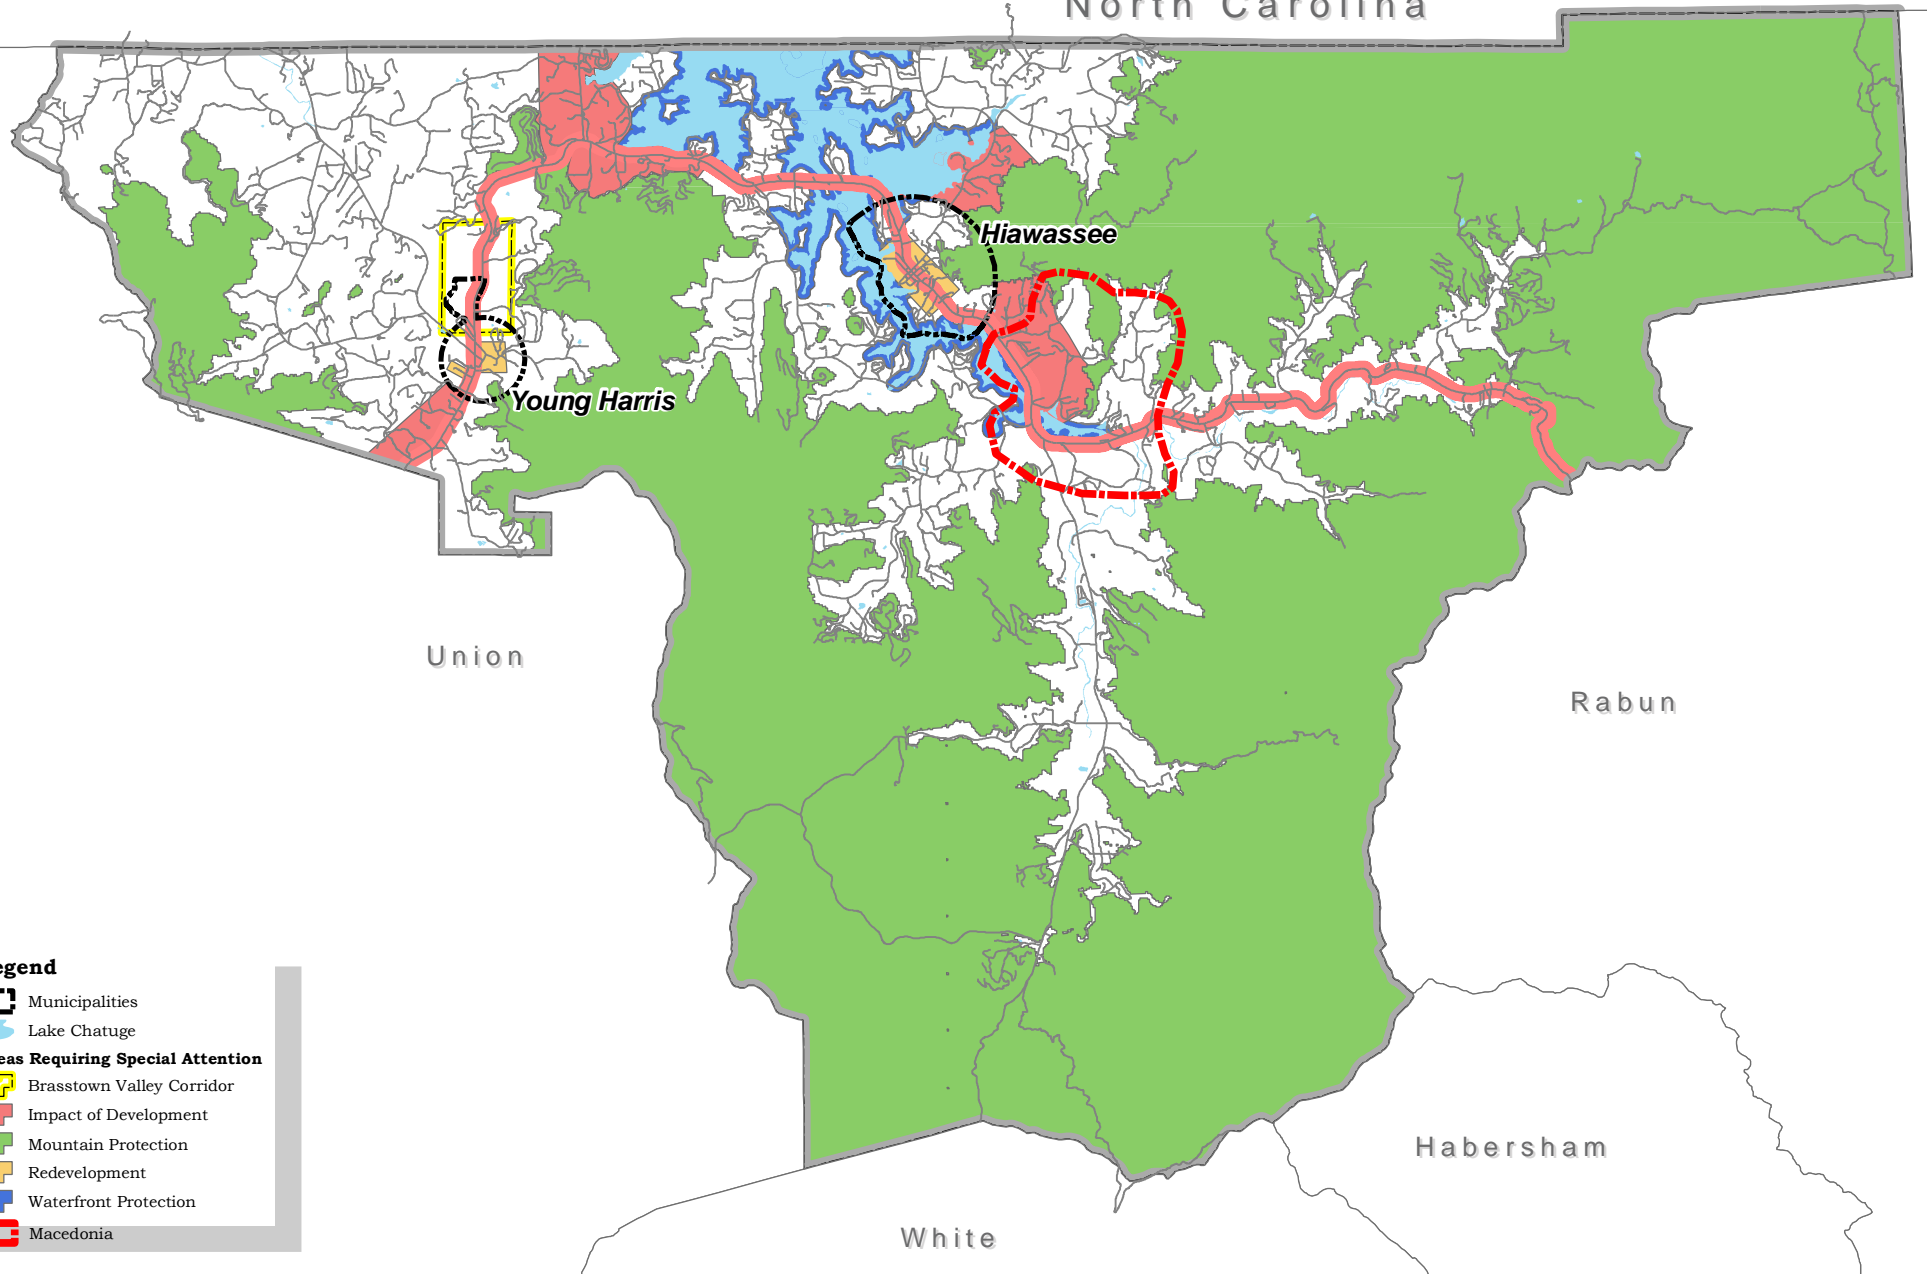 North Carolina
Hiawassee
Young Harris
Union
Rabun
Habersham
White
egend
Municipalities
Lake Chatuge
eas Requiring Special Attention
Brasstown Valley Corridor
Impact of Development
Mountain Protection
Redevelopment
Waterfront Protection
Macedonia